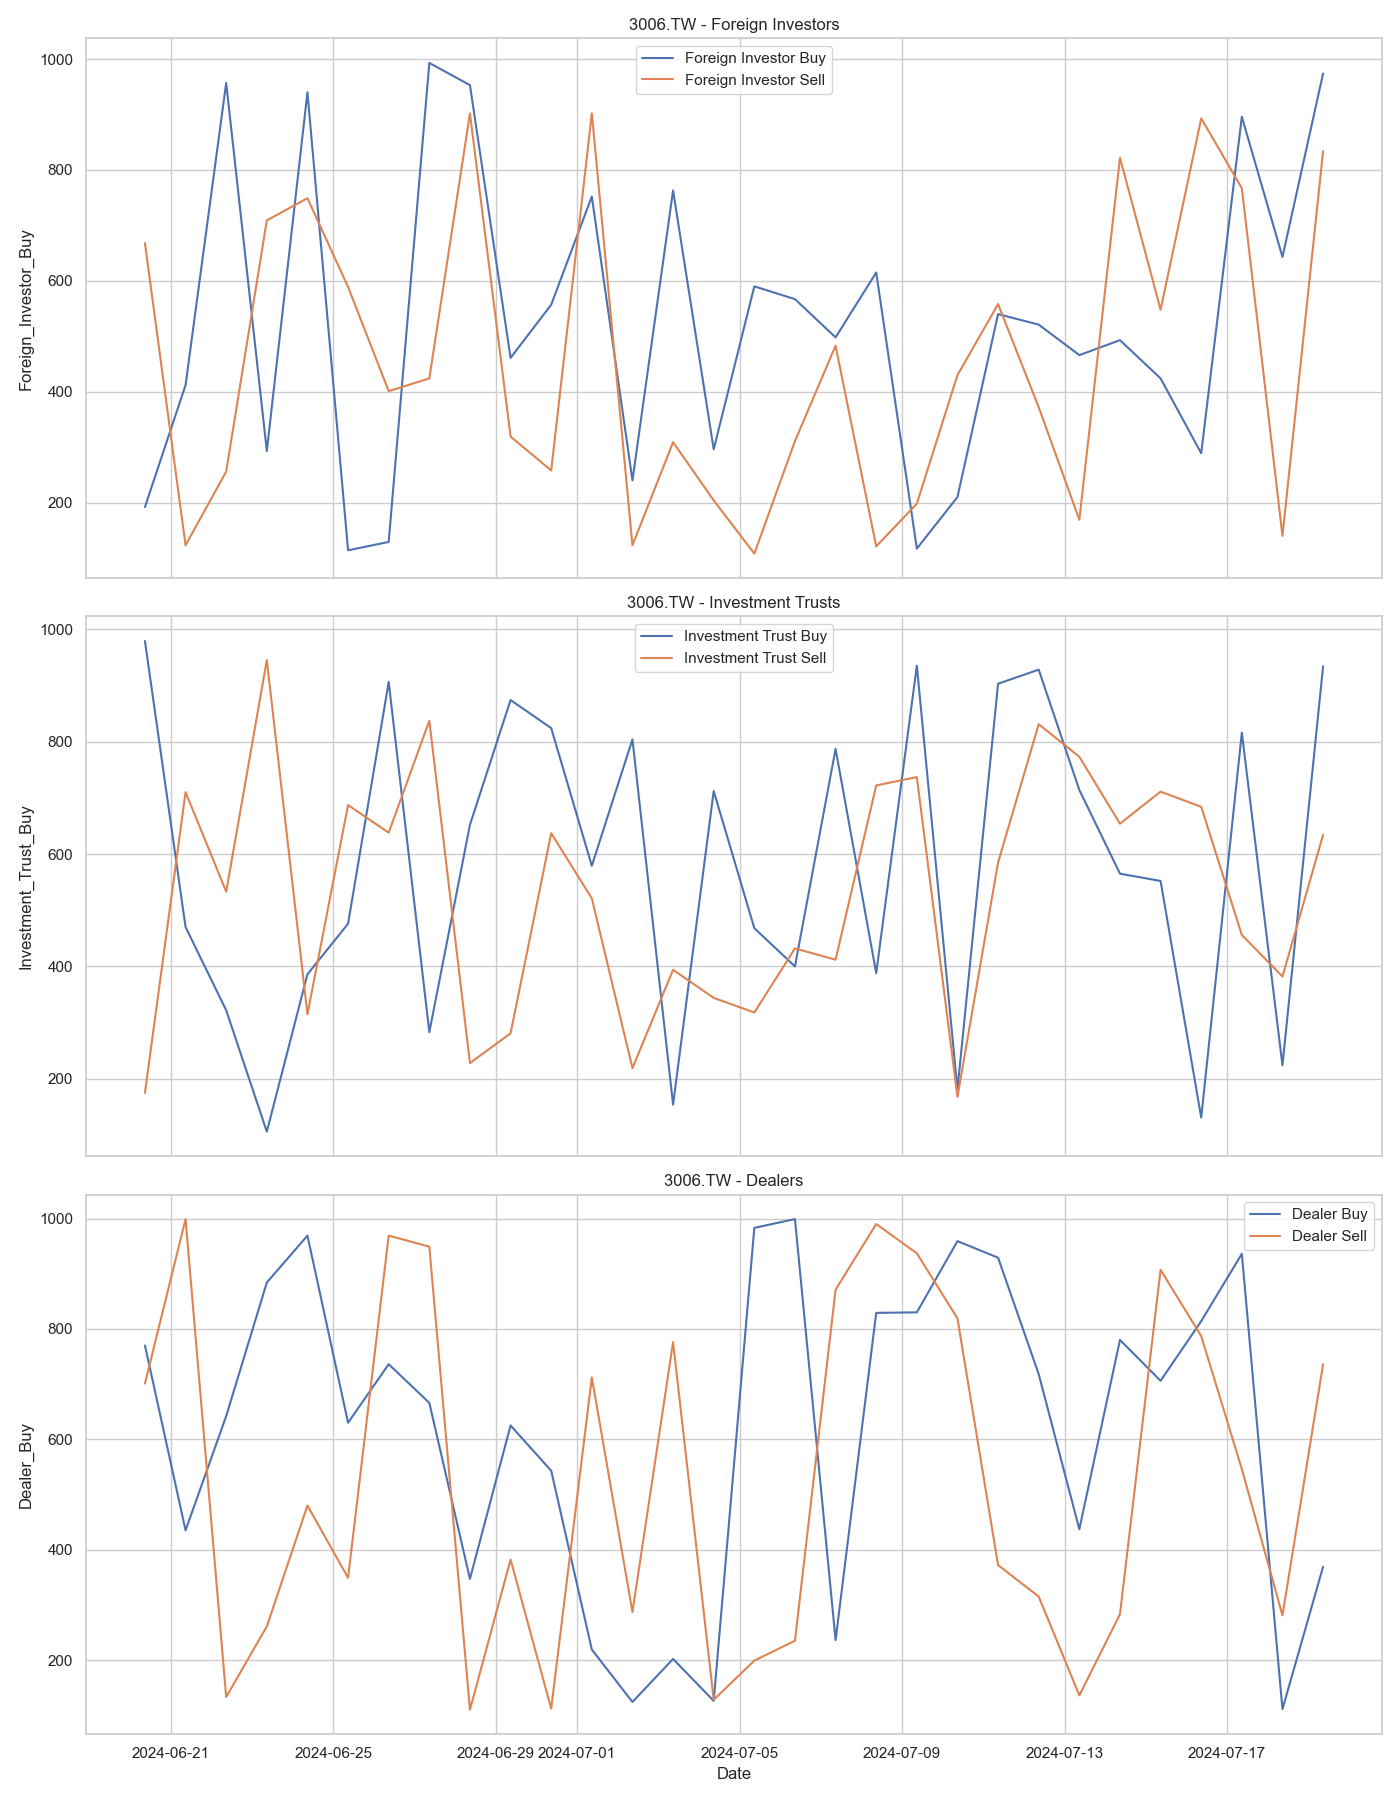 3006.TW - Foreign Investors
Foreign_Investor_Buy
1000
800
600
400
200
Foreign Investor Buy
Foreign Investor Sell
3006.TW - Investment Trusts
Investment_Trust_Buy
1000
800
600
400
200
Investment Trust Buy
Investment Trust Sell
3006.TW - Dealers
Dealer_Buy
1000
800
600
400
200
Dealer Buy
Dealer Sell
2024-06-21 2024-06-25 2024-06-29 2024-07-01 2024-07-05 2024-07-09 2024-07-13 2024-07-17
Date